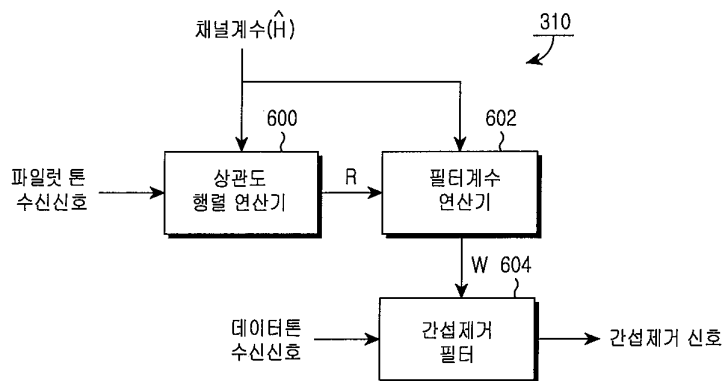 채널계수(Ĥ)
310
600
602
파일럿 톤
수신신호
상관도
행렬 연산기
R
필터계수
연산기
W
604
데이터톤
수신신호
간섭제거
필터
간섭제거 신호